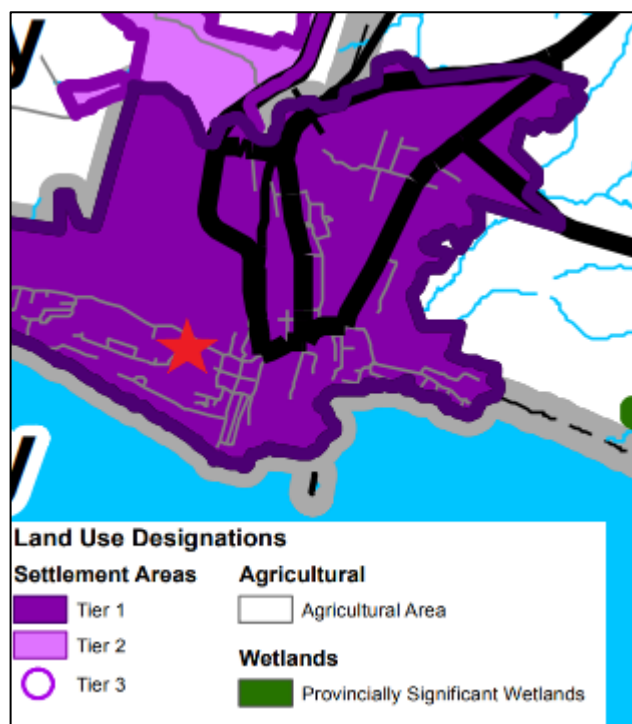 y
y
Land Use Designations
Settlement Areas
Tier 1
Tier 2
Tier 3
Agricultural
Agricultural Area
Wetlands
Provincially Significant Wetlands